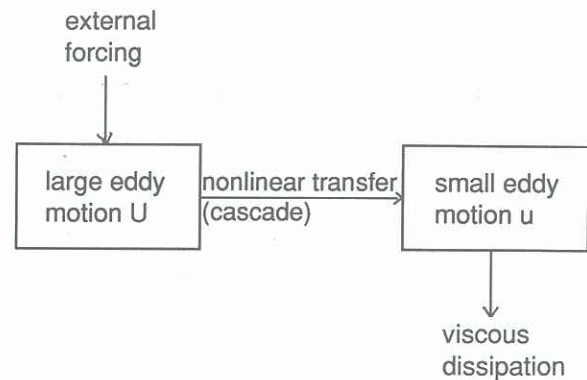 external
forcing
large eddy
motion U
nonlinear transfer
(cascade)
small eddy
motion u
viscous
dissipation